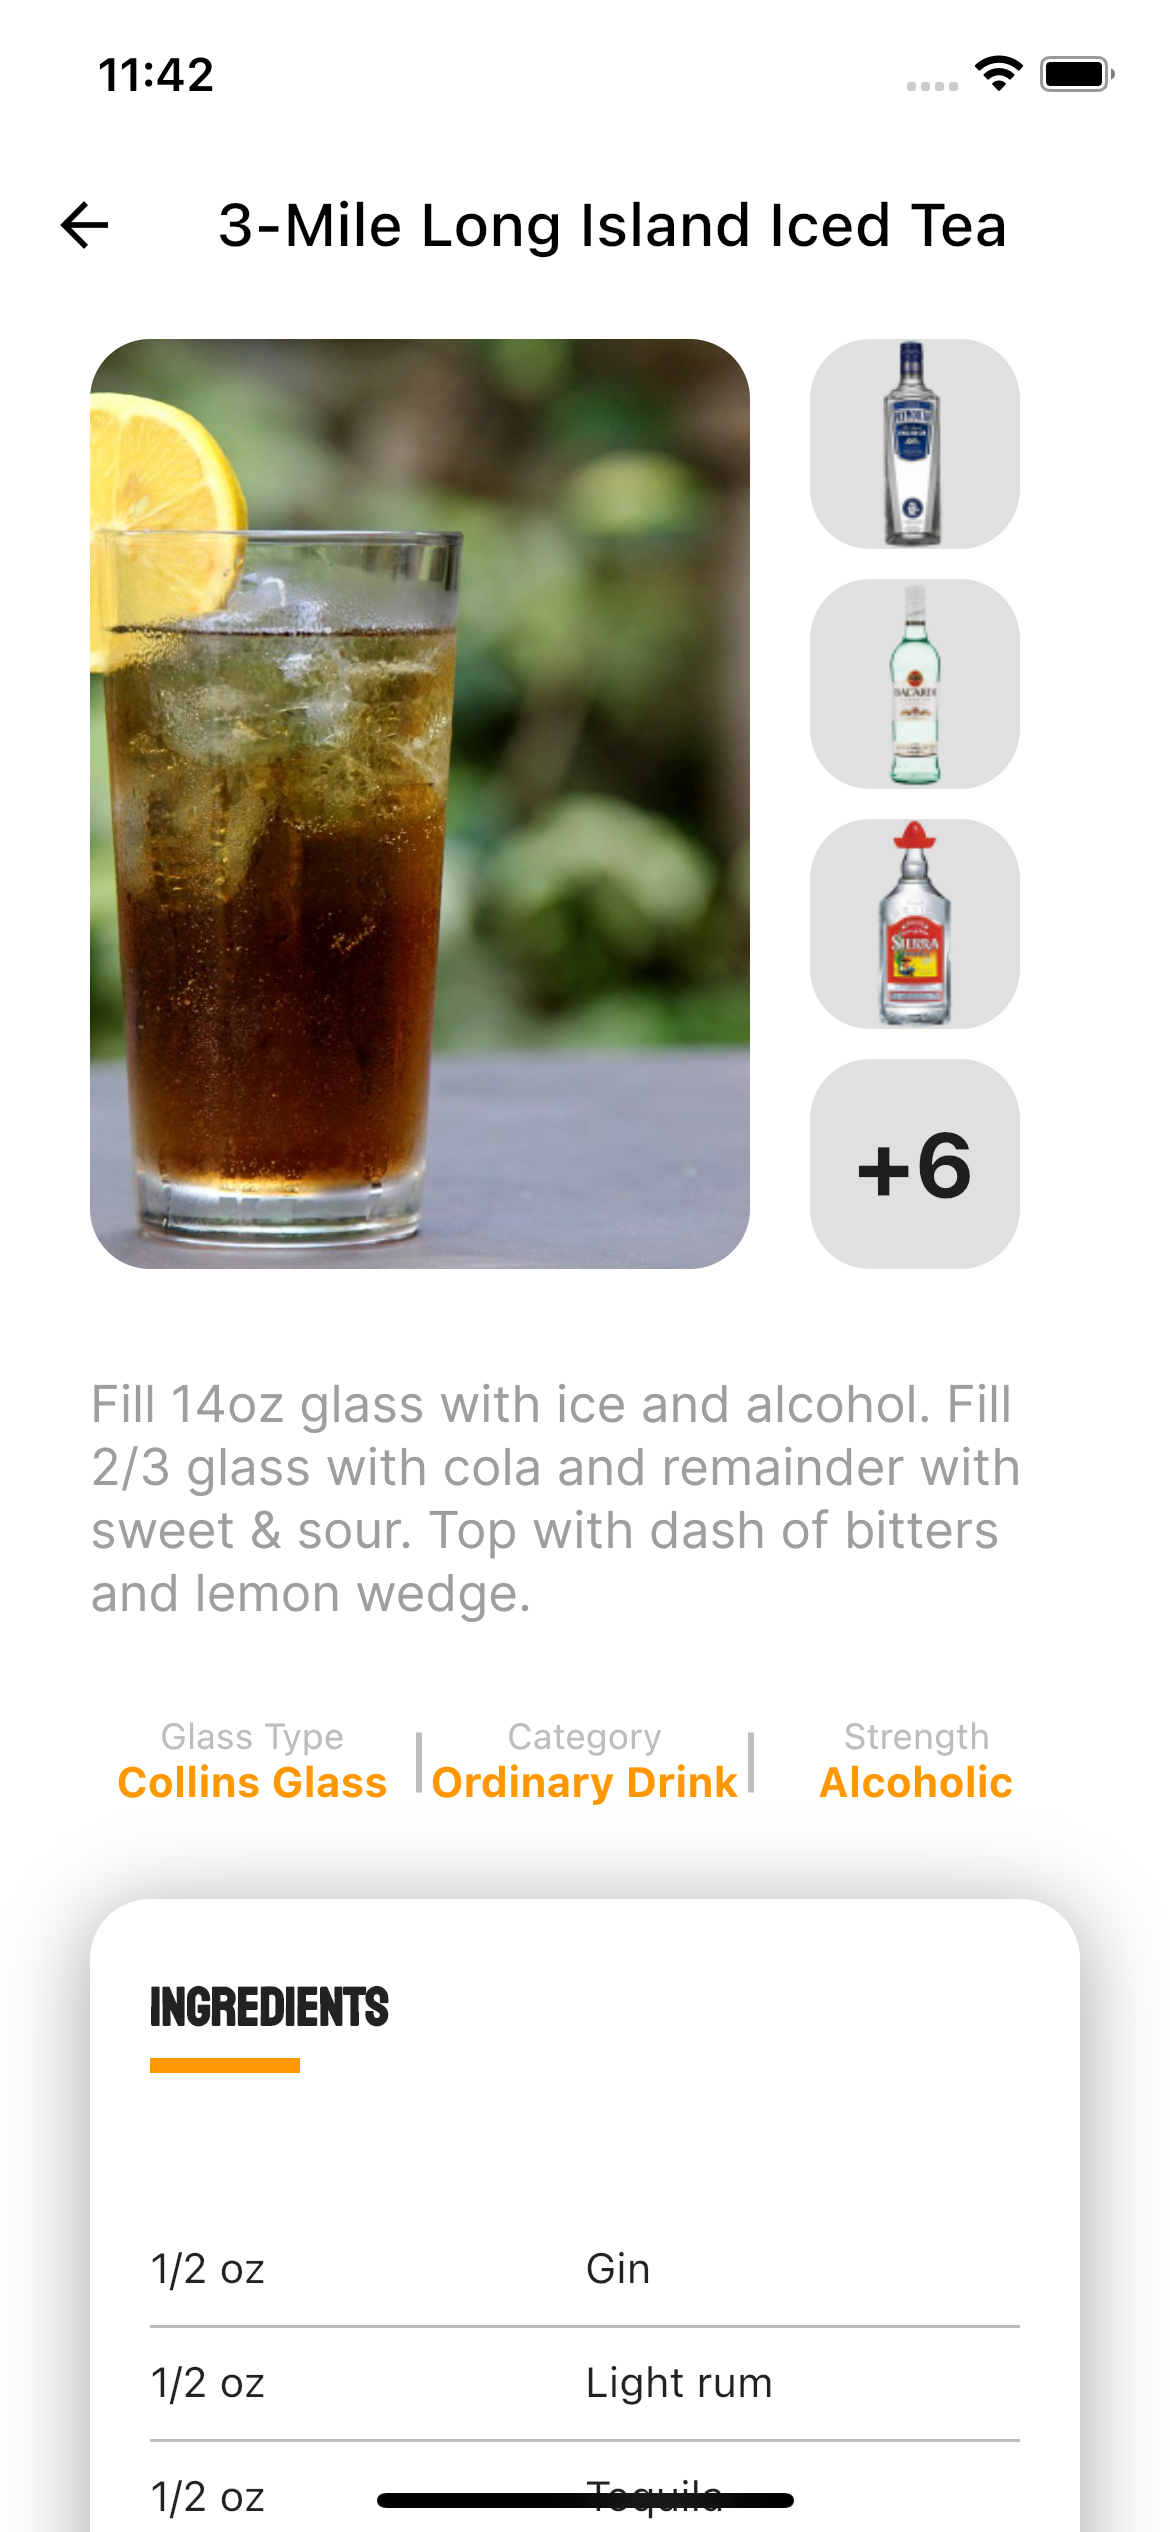 11:42
3-Mile Long Island Iced Tea
BACARDI
SIERRA
+6
Fill 14oz glass with ice and alcohol. Fill
2/3 glass with cola and remainder with
sweet & sour. Top with dash of bitters
and lemon wedge.
Glass Type
Category
Strength
Collins Glass
Ordinary Drink
Alcoholic
INGREDIENTS
1/2 oz Gin
1/2 oz Light rum
1/2 oz Tequila